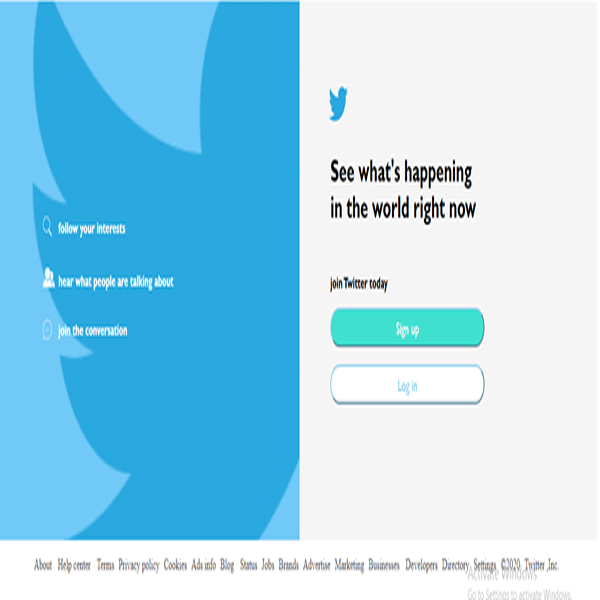 follow your interests
hear what people are talking about
join the conversation
See what's happening
in the world right now
join Twitter today
Sign up
Log in
About Help center Terms Privacy policy Cookies Ads info Blog Status Jobs Brands Advertise Marketing Businesses Developers Directory Settings ©2020 Twitter ,Inc.
Activate Windows
Go to Settings to activate Windows.